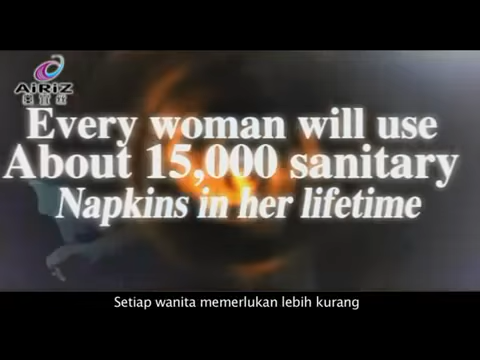 AiRiZ
Every woman will use
About 15,000 sanitary
Napkins in her lifetime
Setiap wanita memerlukan lebih kurang